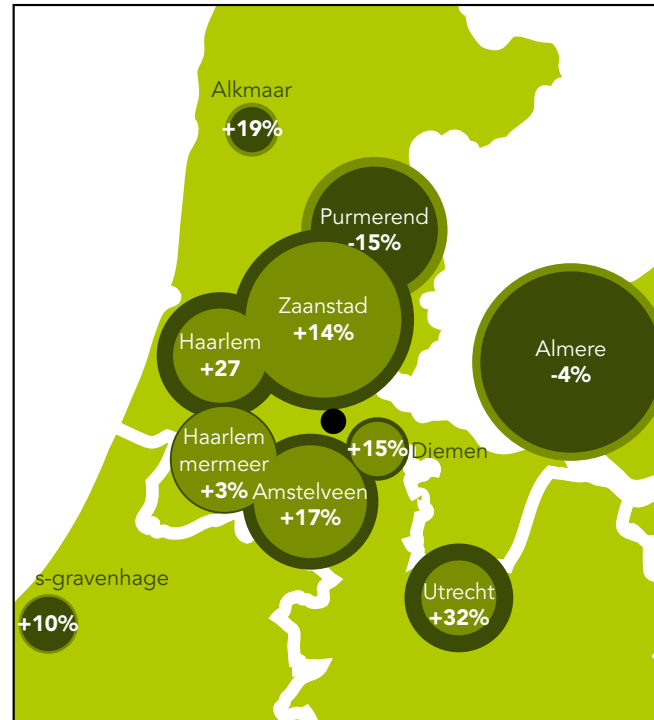 Alkmaar
+19%
Purmerend
-15%
Zaanstad
+14%
Haarlem
+27
Almere
-4%
Haarlem
mermeer
+3%
+15%
Diemen
Amstelveen
+17%
s-gravenhage
+10%
Utrecht
+32%